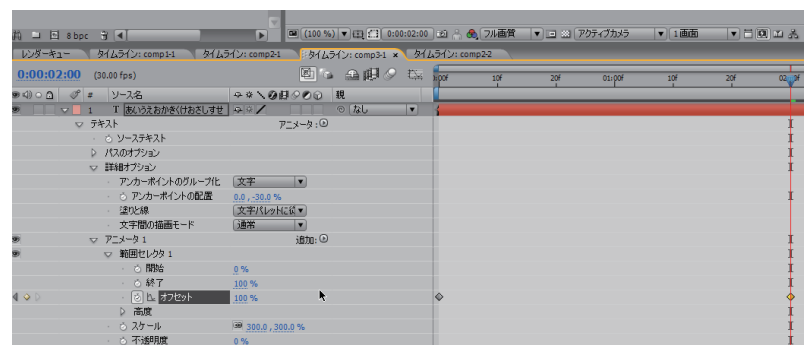 8 bpc
(100 %) 0:00:02:00 フル画質 アクティブカメラ 1画面
レンダーキュー タイムライン: comp1-1 タイムライン: comp2-1 タイムライン: comp3-1 × タイムライン: comp2-2
0:00:02:00 (30.00 fps)
0:00f 10f 20f 01:00f 10f 20f 02:00f
# ソース名 親
1 T あいうえおかきくけおさしすせ なし
テキスト アニメータ:
ソーステキスト
パスのオプション
詳細オプション
アンカーポイントのグループ化 文字
アンカーポイントの配置 0.0 , -30.0 %
塗りと線 文字パレットに従
文字間の描画モード 通常
アニメータ 1 追加:
範囲セレクタ 1
開始 0 %
終了 100 %
オフセット 100 %
高度
スケール 300.0 , 300.0 %
不透明度 0 %